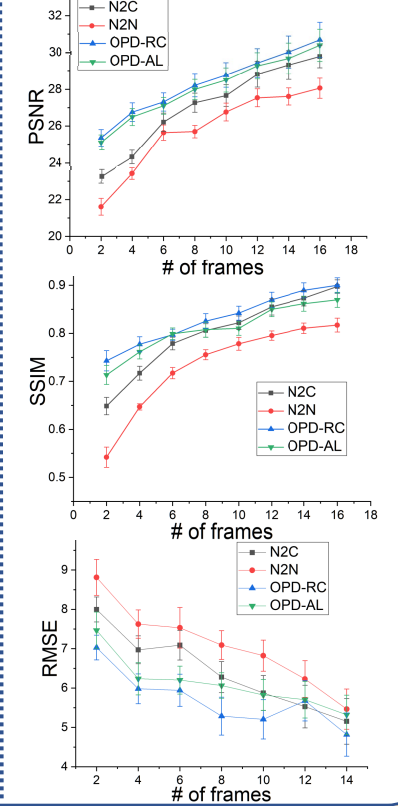 N2C
N2N
OPD-RC
OPD-AL
32
30
28
26
24
22
20
PSNR
0 2 4 6 8 10 12 14 16 18
# of frames
0.9
0.8
0.7
0.6
0.5
SSIM
N2C
N2N
OPD-RC
OPD-AL
0 2 4 6 8 10 12 14 16 18
# of frames
N2C
N2N
OPD-RC
OPD-AL
9
8
7
6
5
4
RMSE
2 4 6 8 10 12 14
# of frames